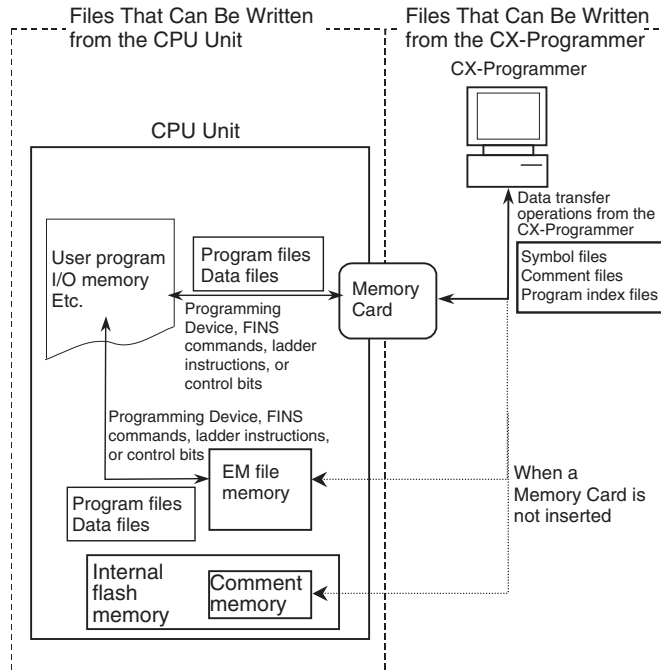 Files That Can Be Written
from the CPU Unit
Files That Can Be Written
from the CX-Programmer
CX-Programmer
CPU Unit
Data transfer
operations from the
CX-Programmer
Symbol files
Comment files
Program index files
User program
I/O memory
Etc.
Program files
Data files
Memory
Card
Programming
Device, FINS
commands, ladder
instructions, or
control bits
Programming Device, FINS
commands, ladder instructions,
or control bits
EM file
memory
Program files
Data files
When a
Memory Card is
not inserted
Internal
flash
memory
Comment
memory